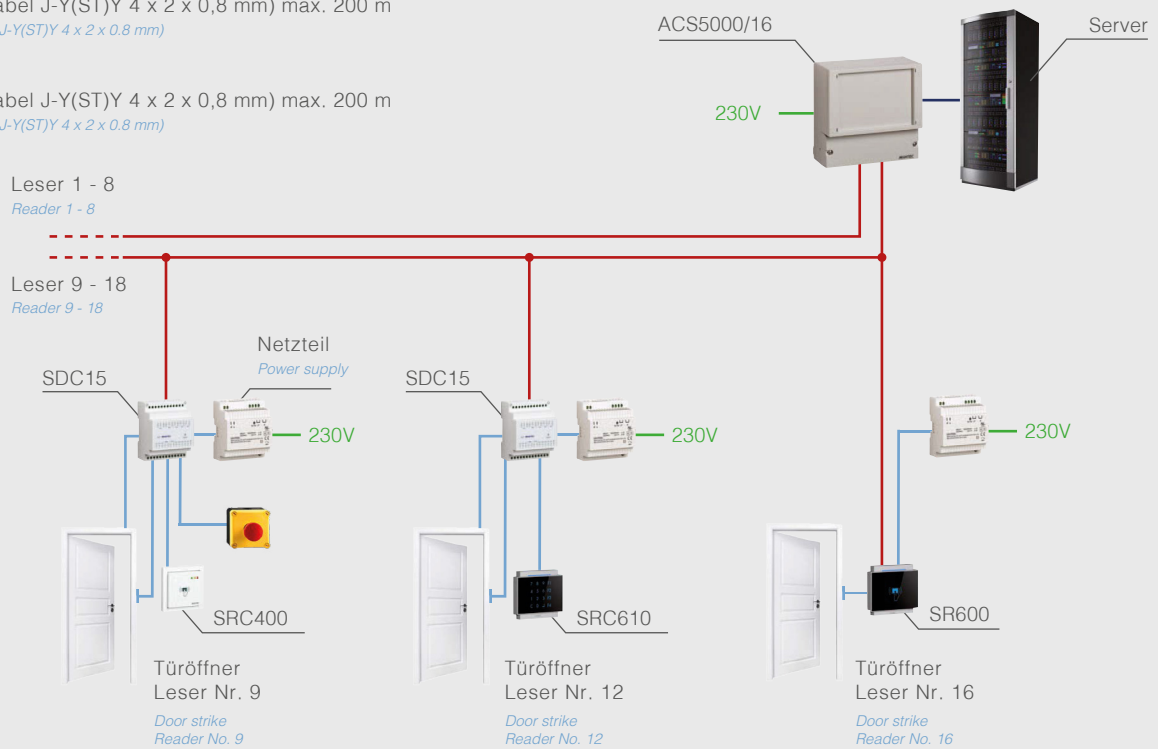 abel J-Y(ST)Y 4 x 2 x 0,8 mm) max. 200 m
J-Y(ST)Y 4 x 2 x 0.8 mm)
ACS5000/16
Server
230V
abel J-Y(ST)Y 4 x 2 x 0,8 mm) max. 200 m
J-Y(ST)Y 4 x 2 x 0.8 mm)
Leser 1 - 8
Reader 1 - 8
Leser 9 - 18
Reader 9 - 18
Netzteil
Power supply
SDC15
SDC15
230V
230V
230V
SRC400
SRC610
SR600
Türöffner
Leser Nr. 9
Door strike
Reader No. 9
Türöffner
Leser Nr. 12
Door strike
Reader No. 12
Türöffner
Leser Nr. 16
Door strike
Reader No. 16